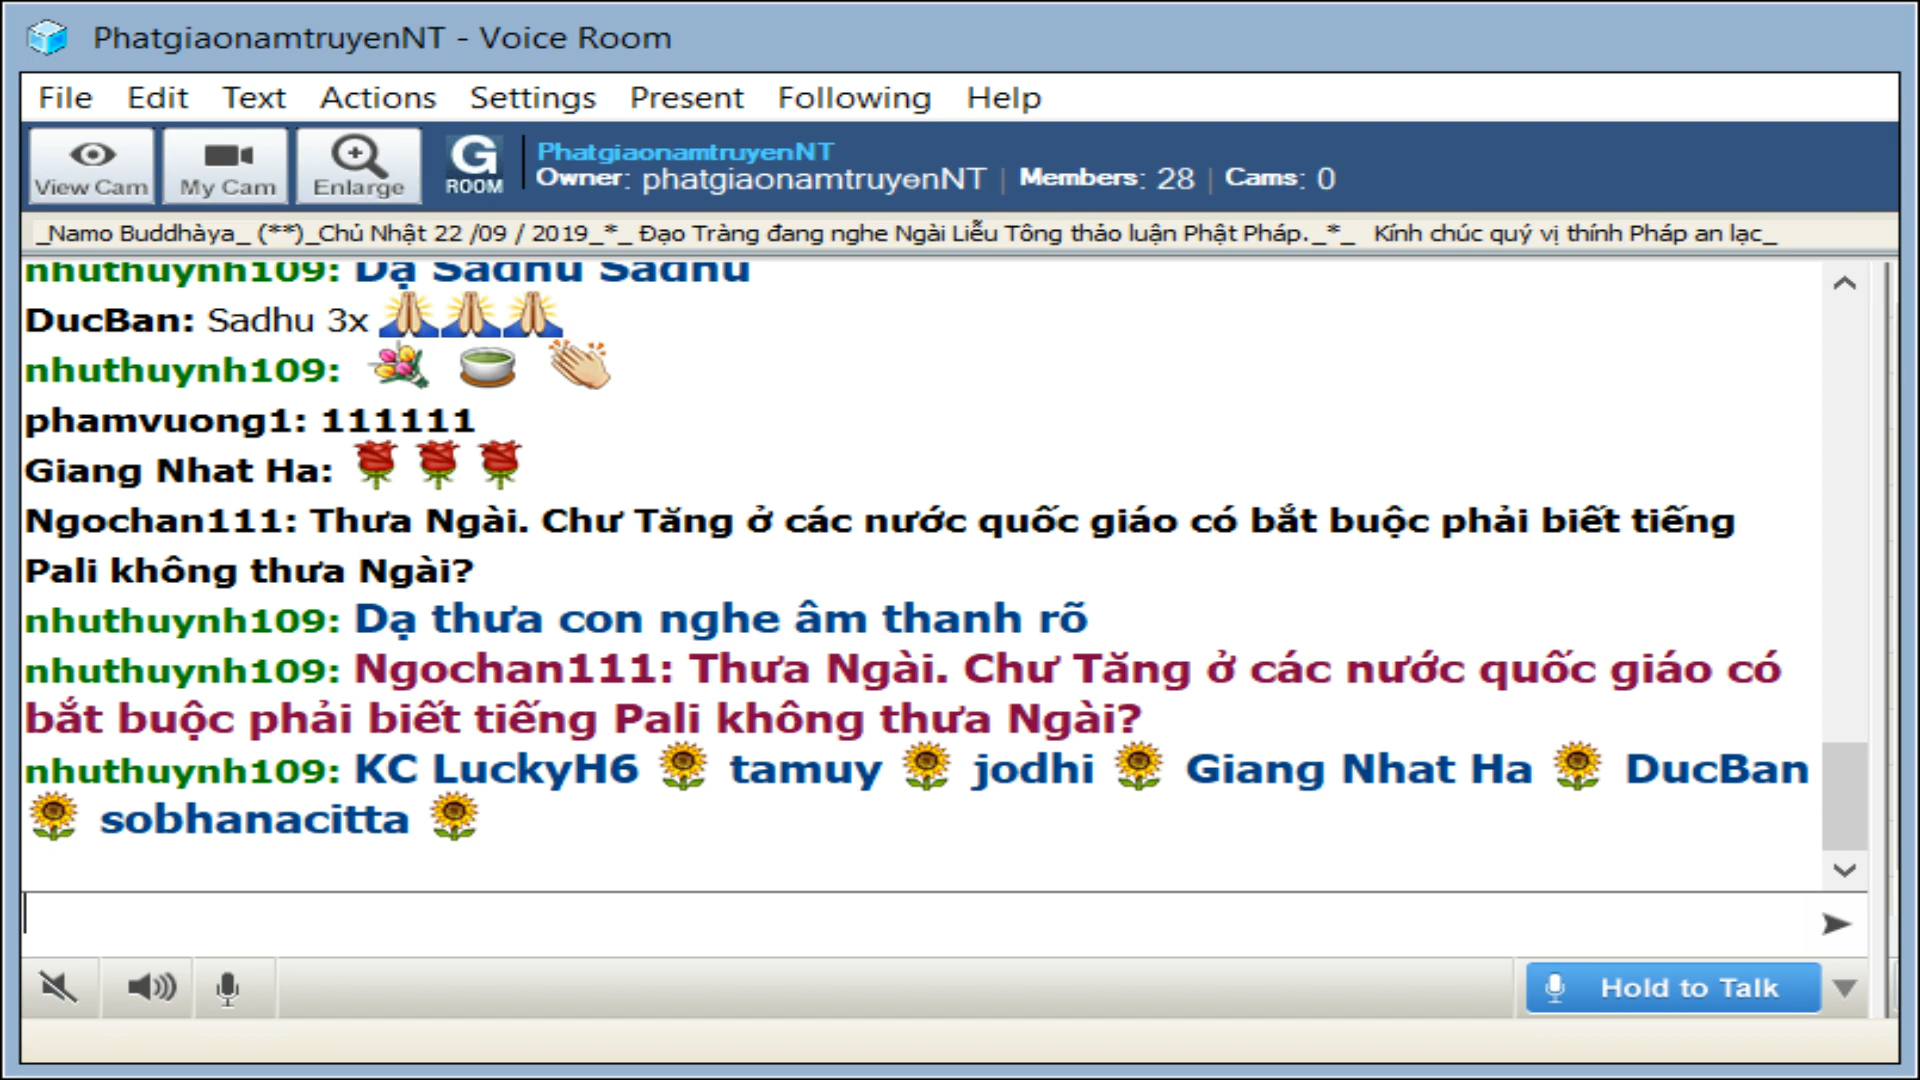 PhatgiaonamtruyenNT - Voice Room
File Edit Text Actions Settings Present Following Help
View Cam My Cam Enlarge G ROOM
PhatgiaonamtruyenNT
Owner: phatgiaonamtruyenNT | Members: 28 | Cams: 0
_Namo Buddhàya_ (**)_Chủ Nhật 22 /09 / 2019_*_ Đạo Tràng đang nghe Ngài Liễu Tông thảo luận Phật Pháp._*_ Kính chúc quý vị thính Pháp an lạc_
nhuthuynh109: Dạ Sadhu Sadhu
DucBan: Sadhu 3x
nhuthuynh109:
phamvuong1: 111111
Giang Nhat Ha:
Ngochan111: Thưa Ngài. Chư Tăng ở các nước quốc giáo có bắt buộc phải biết tiếng
Pali không thưa Ngài?
nhuthuynh109: Dạ thưa con nghe âm thanh rõ
nhuthuynh109: Ngochan111: Thưa Ngài. Chư Tăng ở các nước quốc giáo có
bắt buộc phải biết tiếng Pali không thưa Ngài?
nhuthuynh109: KC LuckyH6 tamuy jodhi Giang Nhat Ha DucBan
sobhanacitta
Hold to Talk